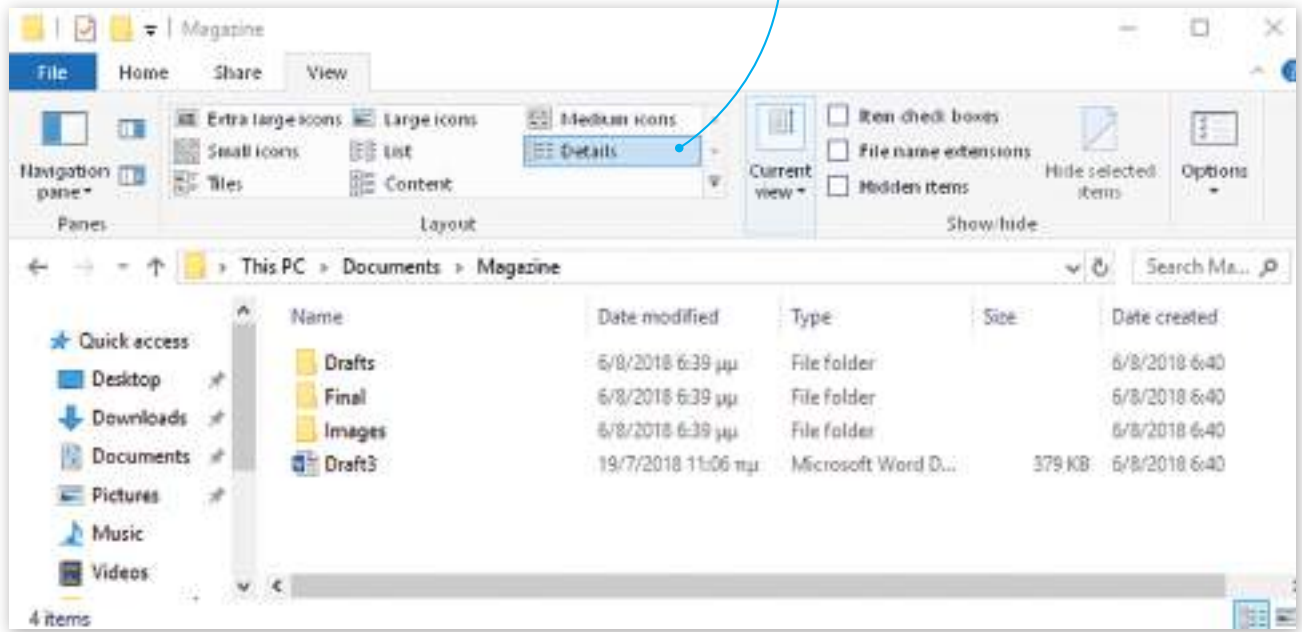 Magazine
File Home Share View
Extra large icons Large icons Medium icons
Small icons List Details
Tiles Content
Navigation pane
Current view
Item check boxes
File name extensions
Hidden items
Hide selected items
Options
Panes Layout Show/hide
This PC Documents Magazine Search Ma...
Name Date modified Type Size Date created
Quick access
Desktop
Downloads
Documents
Pictures
Music
Videos
Drafts 6/8/2018 6:39 μμ File folder 6/8/2018 6:40
Final 6/8/2018 6:39 μμ File folder 6/8/2018 6:40
Images 6/8/2018 6:39 μμ File folder 6/8/2018 6:40
Draft3 19/7/2018 11:06 πμ Microsoft Word D... 379 KB 6/8/2018 6:40
4 items